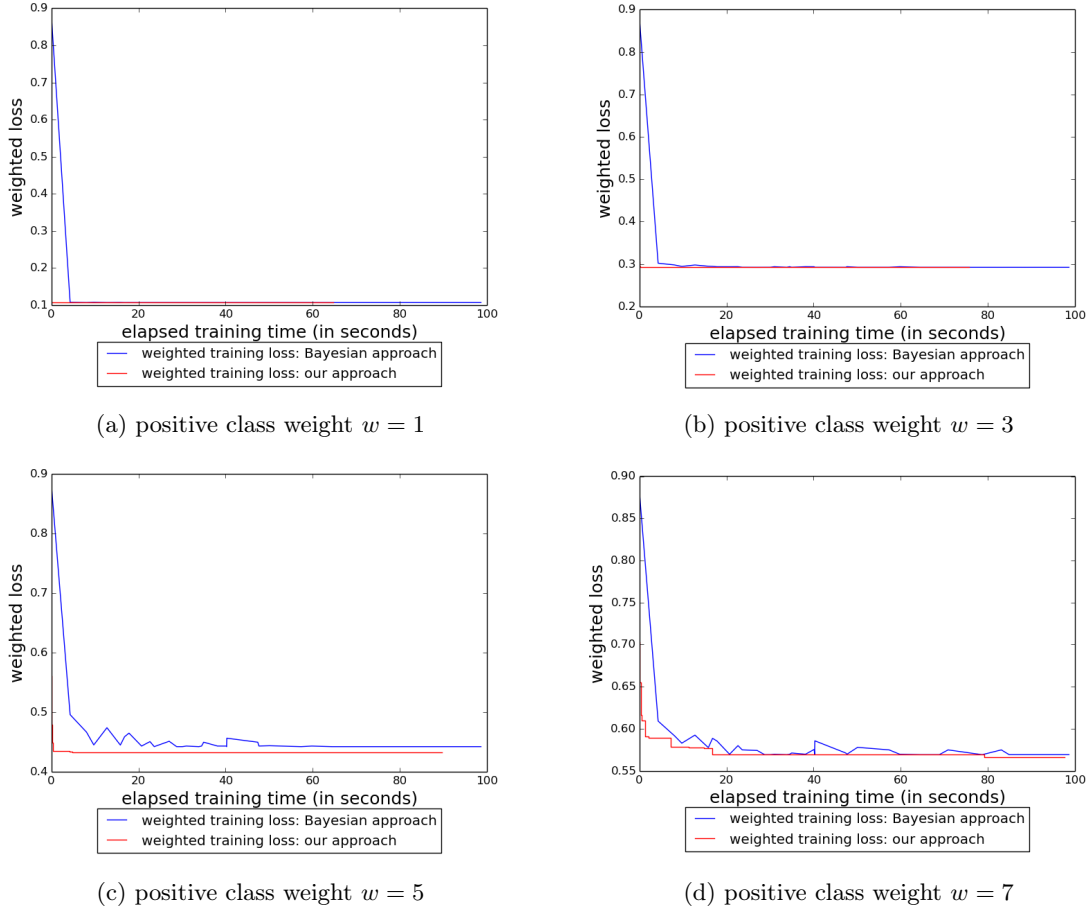 0.9
0.8
0.7
0.6
0.5
0.4
0.3
0.2
0.1
weighted loss
0 20 40 60 80 100
elapsed training time (in seconds)
weighted training loss: Bayesian approach
weighted training loss: our approach
(a) positive class weight w = 1
0.9
0.8
0.7
0.6
0.5
0.4
0.3
0.2
weighted loss
0 20 40 60 80 100
elapsed training time (in seconds)
weighted training loss: Bayesian approach
weighted training loss: our approach
(b) positive class weight w = 3
0.9
0.8
0.7
0.6
0.5
0.4
weighted loss
0 20 40 60 80 100
elapsed training time (in seconds)
weighted training loss: Bayesian approach
weighted training loss: our approach
(c) positive class weight w = 5
0.90
0.85
0.80
0.75
0.70
0.65
0.60
0.55
weighted loss
0 20 40 60 80 100
elapsed training time (in seconds)
weighted training loss: Bayesian approach
weighted training loss: our approach
(d) positive class weight w = 7